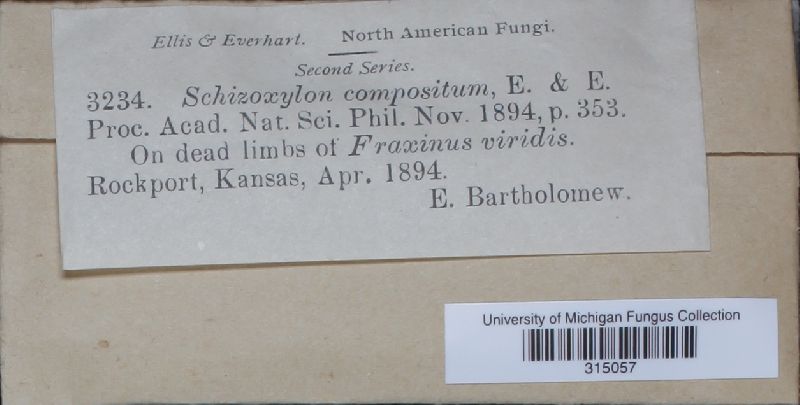 Ellis & Everhart. North American Fungi.
Second Series.
3234. Schizoxylon compositum, E. & E.
Proc. Acad. Nat. Sci. Phil. Nov. 1894, p. 353.
On dead limbs of Fraxinus viridis.
Rockport, Kansas, Apr. 1894.
E. Bartholomew.
University of Michigan Fungus Collection
315057